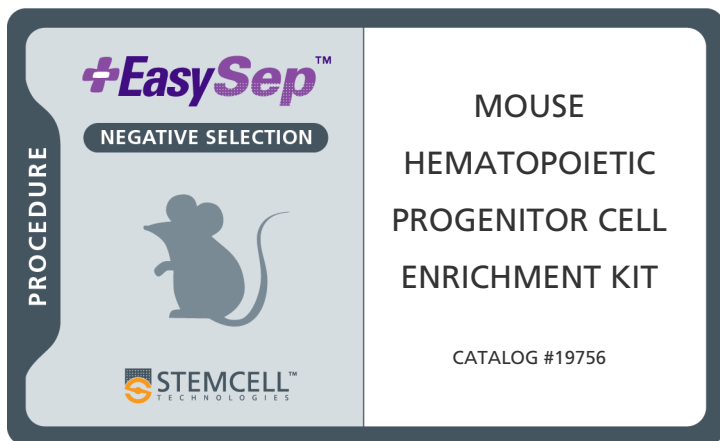 PROCEDURE
EasySep™
NEGATIVE SELECTION
STEMCELL™
TECHNOLOGIES
MOUSE
HEMATOPOIETIC
PROGENITOR CELL
ENRICHMENT KIT
CATALOG #19756